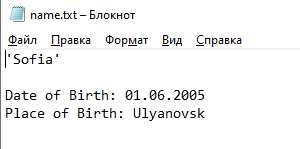 name.txt – Блокнот
Файл Правка Формат Вид Справка
'Sofia'

Date of Birth: 01.06.2005
Place of Birth: Ulyanovsk